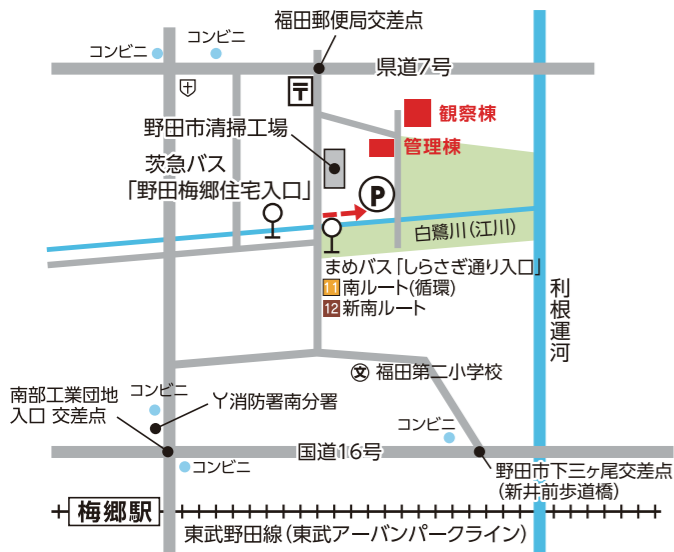 福田郵便局交差点
コンビニ
コンビニ
県道7号
〒
観察棟
野田市清掃工場
管理棟
茨急バス
「野田梅郷住宅入口」
P
白鷺川(江川)
まめバス「しらさぎ通り入口」
11 南ルート(循環)
12 新南ルート
利根運河
文 福田第二小学校
南部工業団地
入口 交差点
コンビニ
Y消防署南分署
コンビニ
国道16号
コンビニ
野田市下三ヶ尾交差点
(新井前歩道橋)
梅郷駅
東武野田線(東武アーバンパークライン)